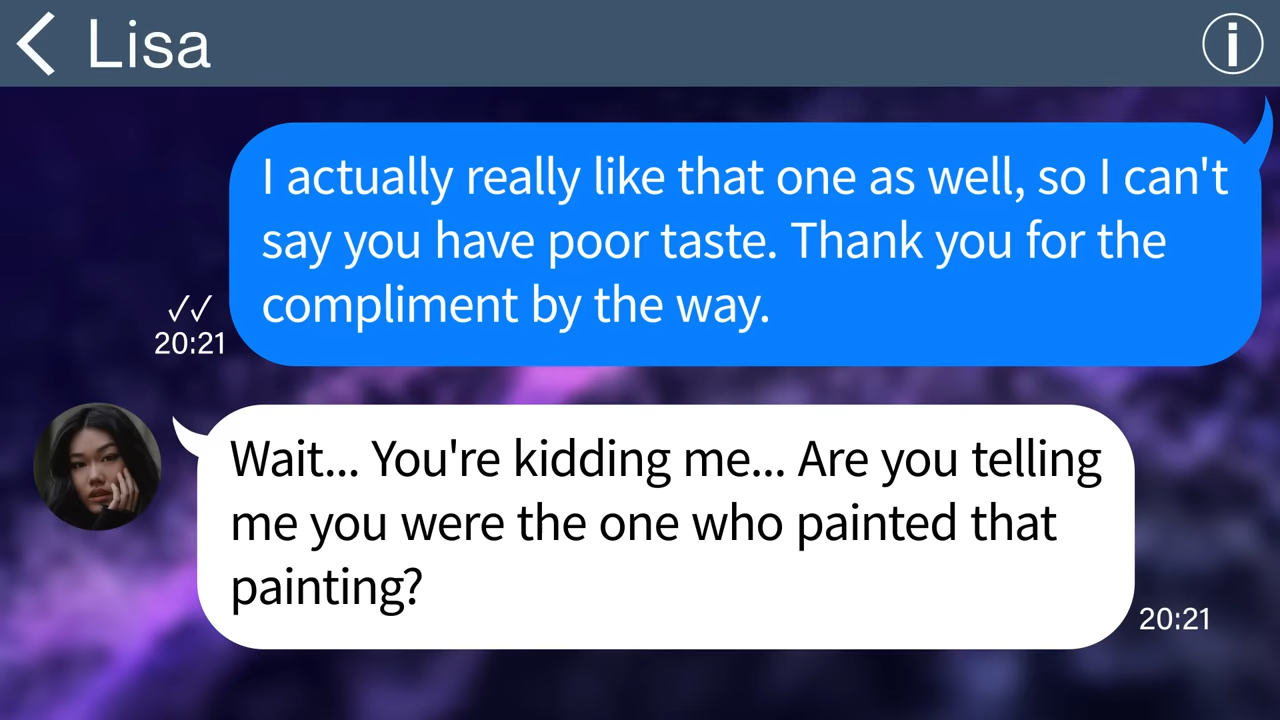 Lisa
i
I actually really like that one as well, so I can't
say you have poor taste. Thank you for the
compliment by the way.
20:21
Wait... You're kidding me... Are you telling
me you were the one who painted that
painting?
20:21